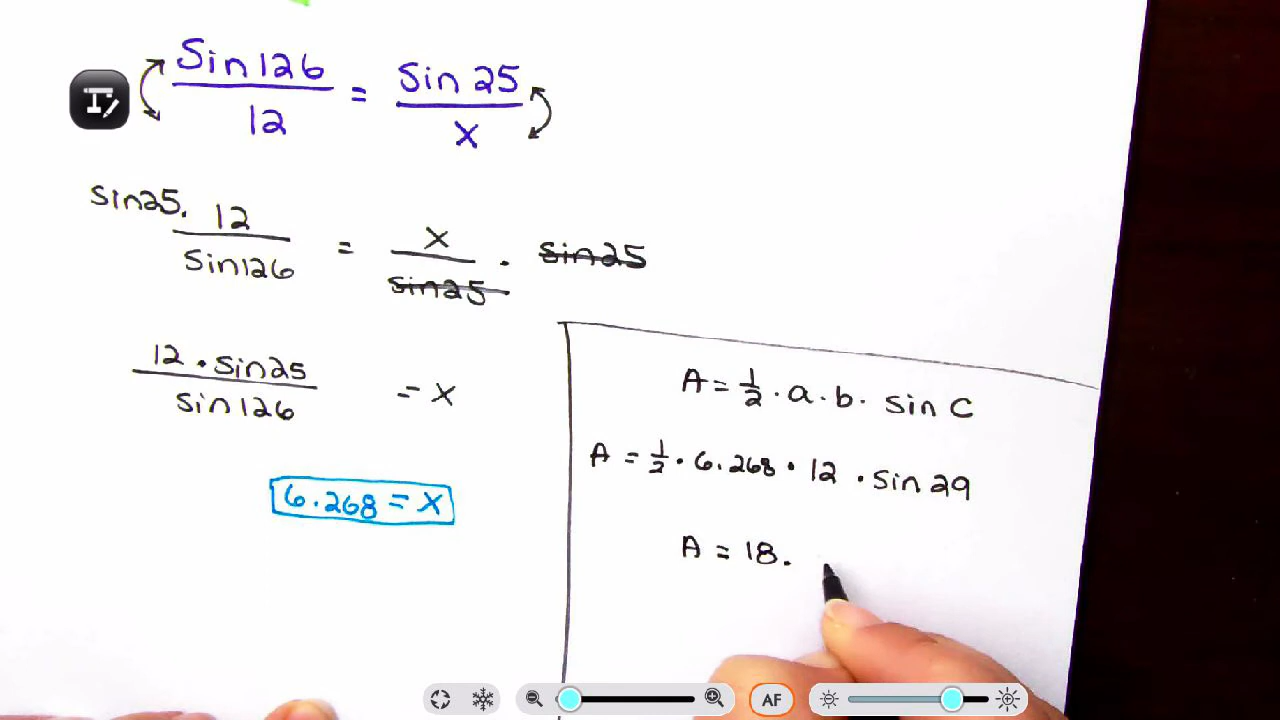 Sin 126 = Sin 25
12 x
sin25 . 12 = x . sin25
sin126 sin25
12 . sin25 = x
sin 126
6.268 = x
A = 1/2 . a . b . sin C
A = 1/2 . 6.268 . 12 . sin 29
A = 18.
AF